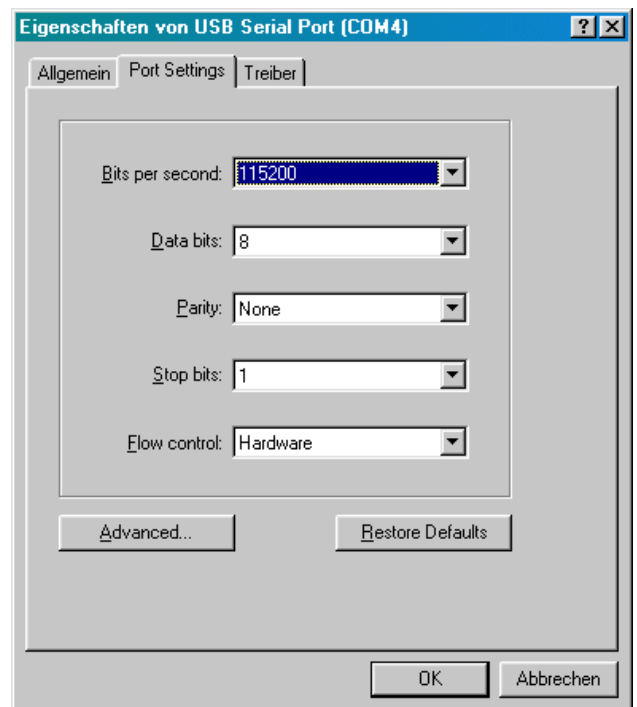 Eigenschaften von USB Serial Port (COM4)
Allgemein Port Settings Treiber
Bits per second: 115200
Data bits: 8
Parity: None
Stop bits: 1
Flow control: Hardware
Advanced... Restore Defaults
OK Abbrechen